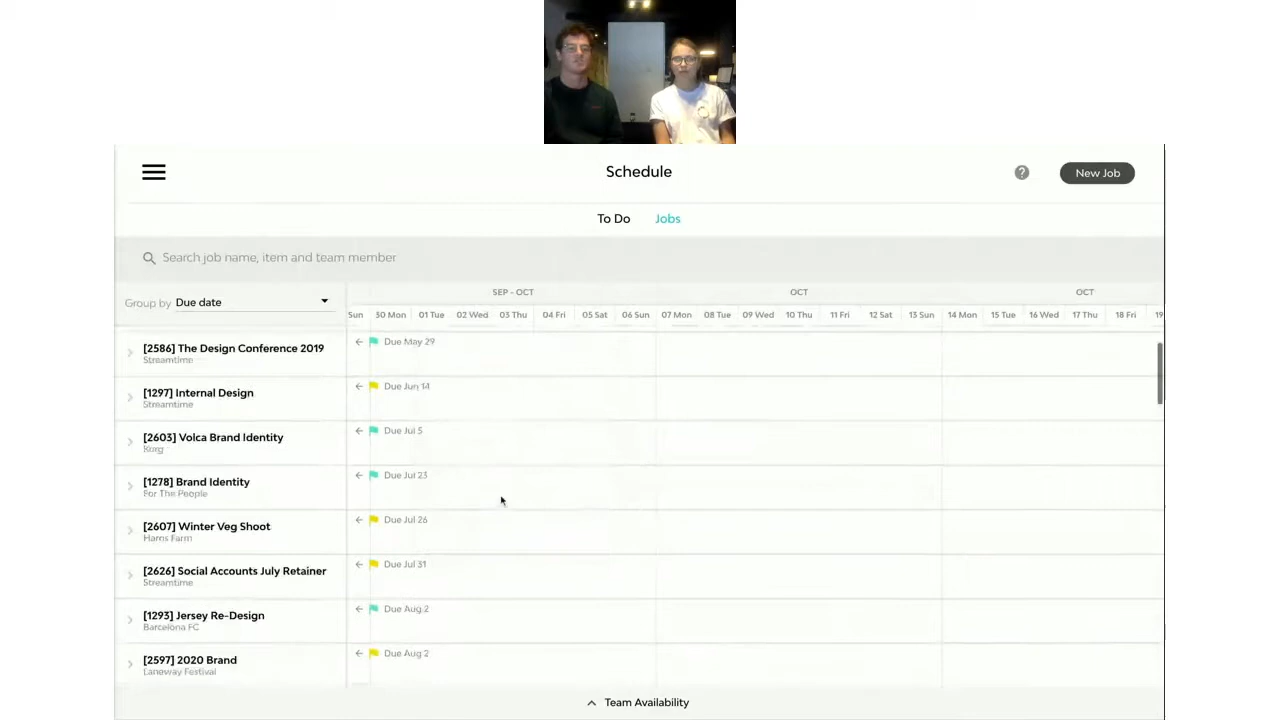 Schedule
?
New Job
To Do
Jobs
Search job name, item and team member
Group by Due date
SEP - OCT
OCT
OCT
Sun 30 Mon 01 Tue 02 Wed 03 Thu 04 Fri 05 Sat 06 Sun 07 Mon 08 Tue 09 Wed 10 Thu 11 Fri 12 Sat 13 Sun 14 Mon 15 Tue 16 Wed 17 Thu 18 Fri 19
[2586] The Design Conference 2019
Streamtime
Due May 29
[1297] Internal Design
Streamtime
Due Jun 14
[2603] Volca Brand Identity
Korg
Due Jul 5
[1278] Brand Identity
For The People
Due Jul 23
[2607] Winter Veg Shoot
Harris Farm
Due Jul 26
[2626] Social Accounts July Retainer
Streamtime
Due Jul 31
[1293] Jersey Re-Design
Barcelona FC
Due Aug 2
[2597] 2020 Brand
Laneway Festival
Due Aug 2
Team Availability